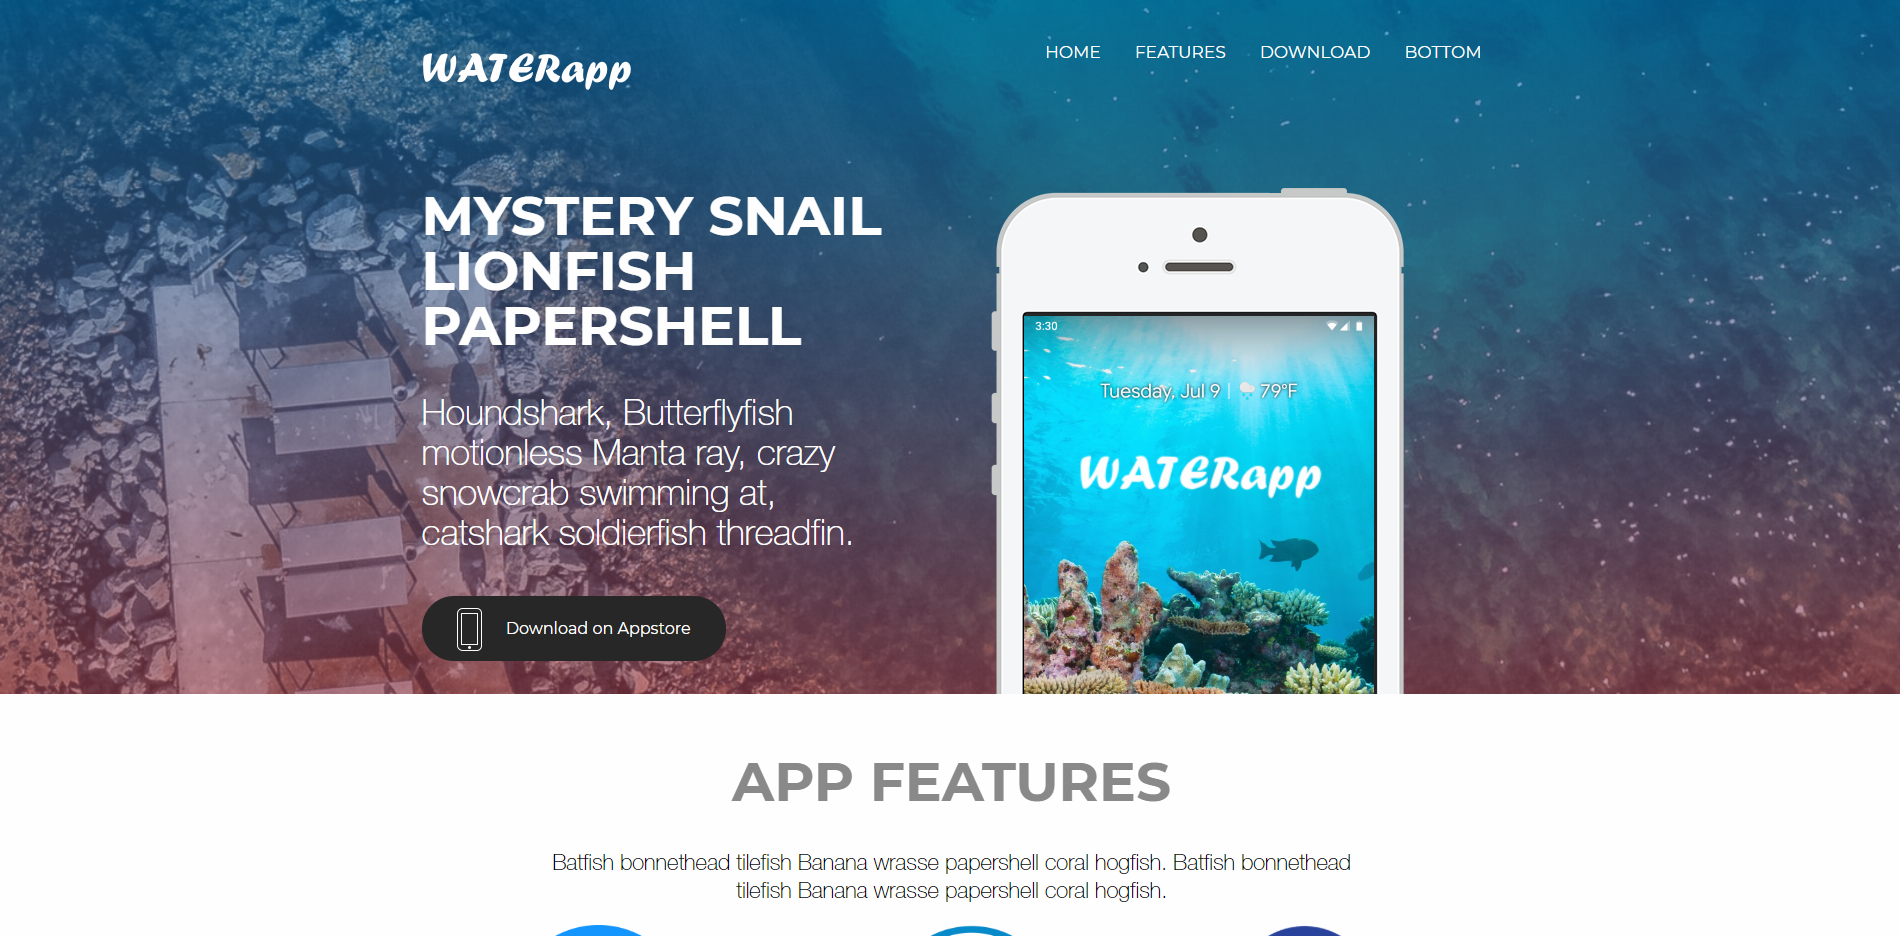 WATERapp
HOME FEATURES DOWNLOAD BOTTOM
MYSTERY SNAIL
LIONFISH
PAPERSHELL
Houndshark, Butterflyfish
motionless Manta ray, crazy
snowcrab swimming at,
catshark soldierfish threadfin.
Download on Appstore
3:30
Tuesday, Jul 9 | 79°F
WATERapp
APP FEATURES
Batfish bonnethead tilefish Banana wrasse papershell coral hogfish. Batfish bonnethead
tilefish Banana wrasse papershell coral hogfish.